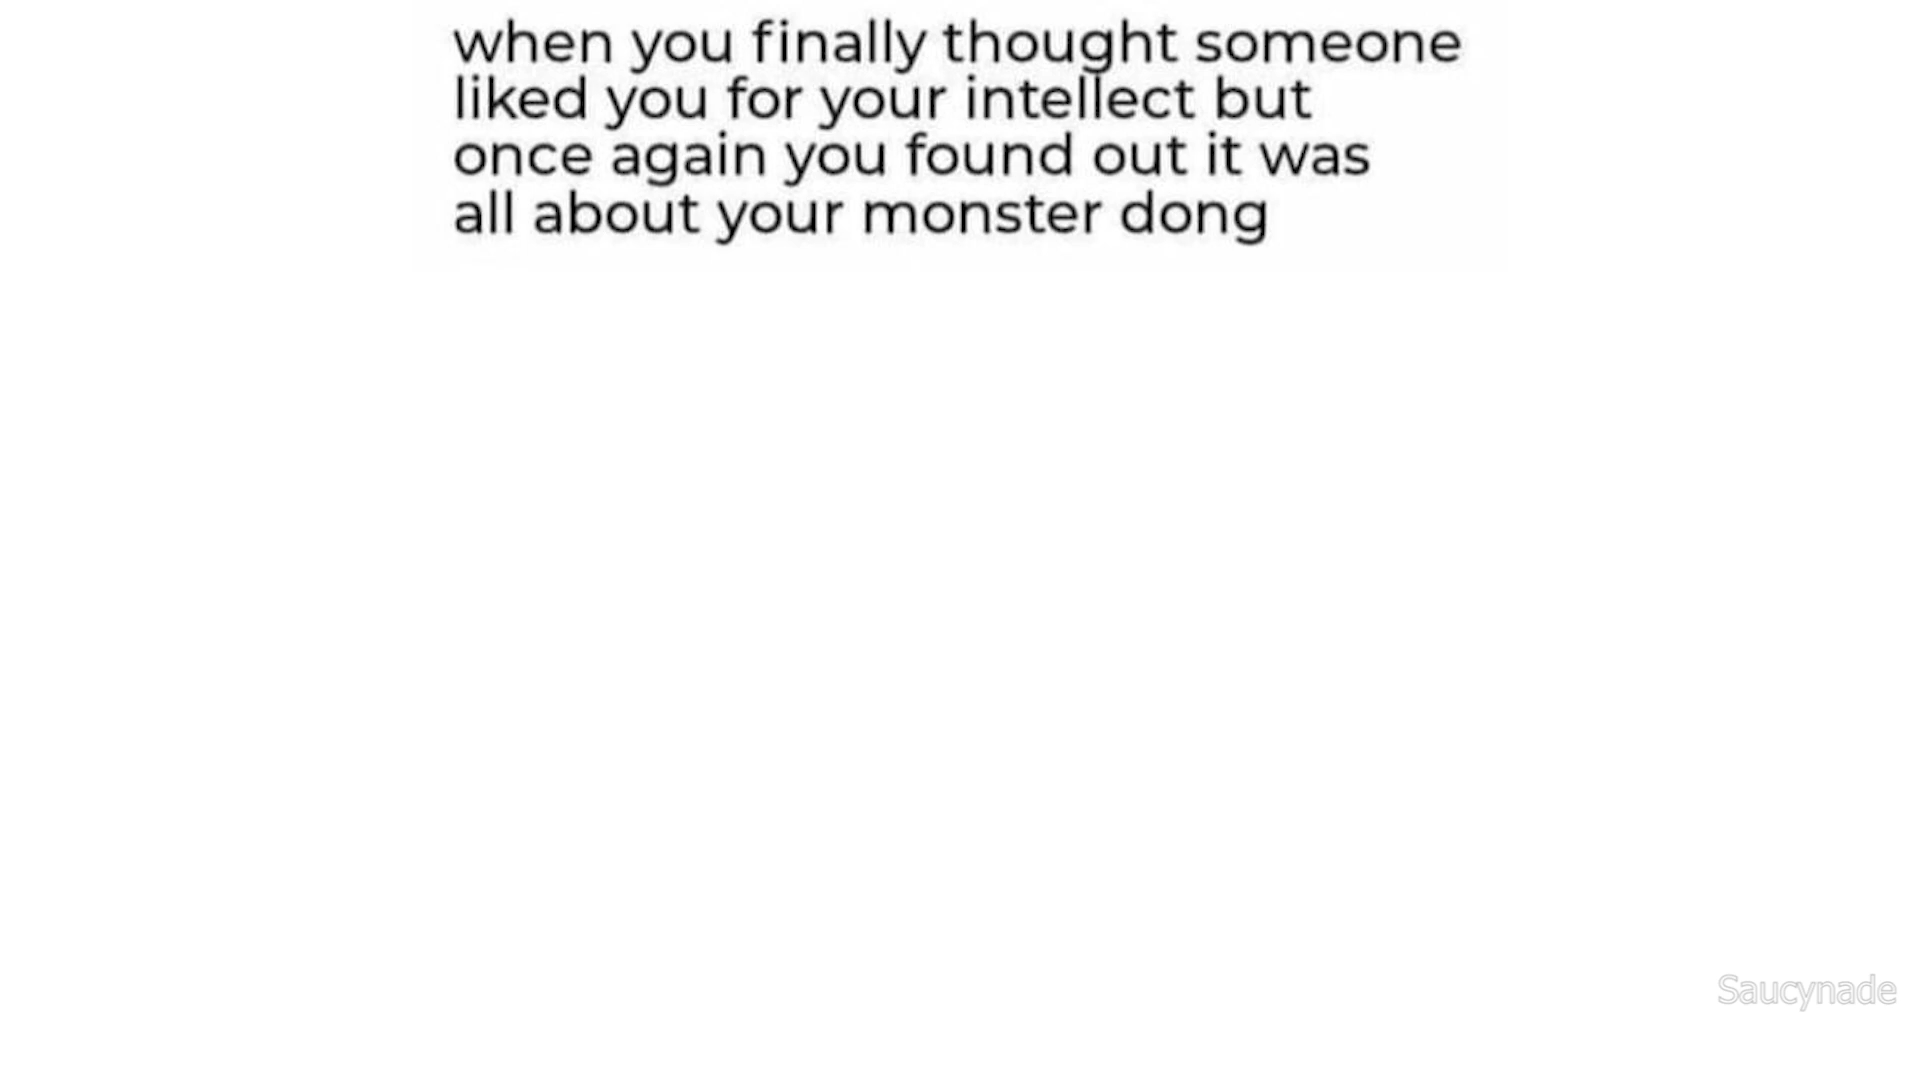 when you finally thought someone
liked you for your intellect but
once again you found out it was
all about your monster dong
Saucynade